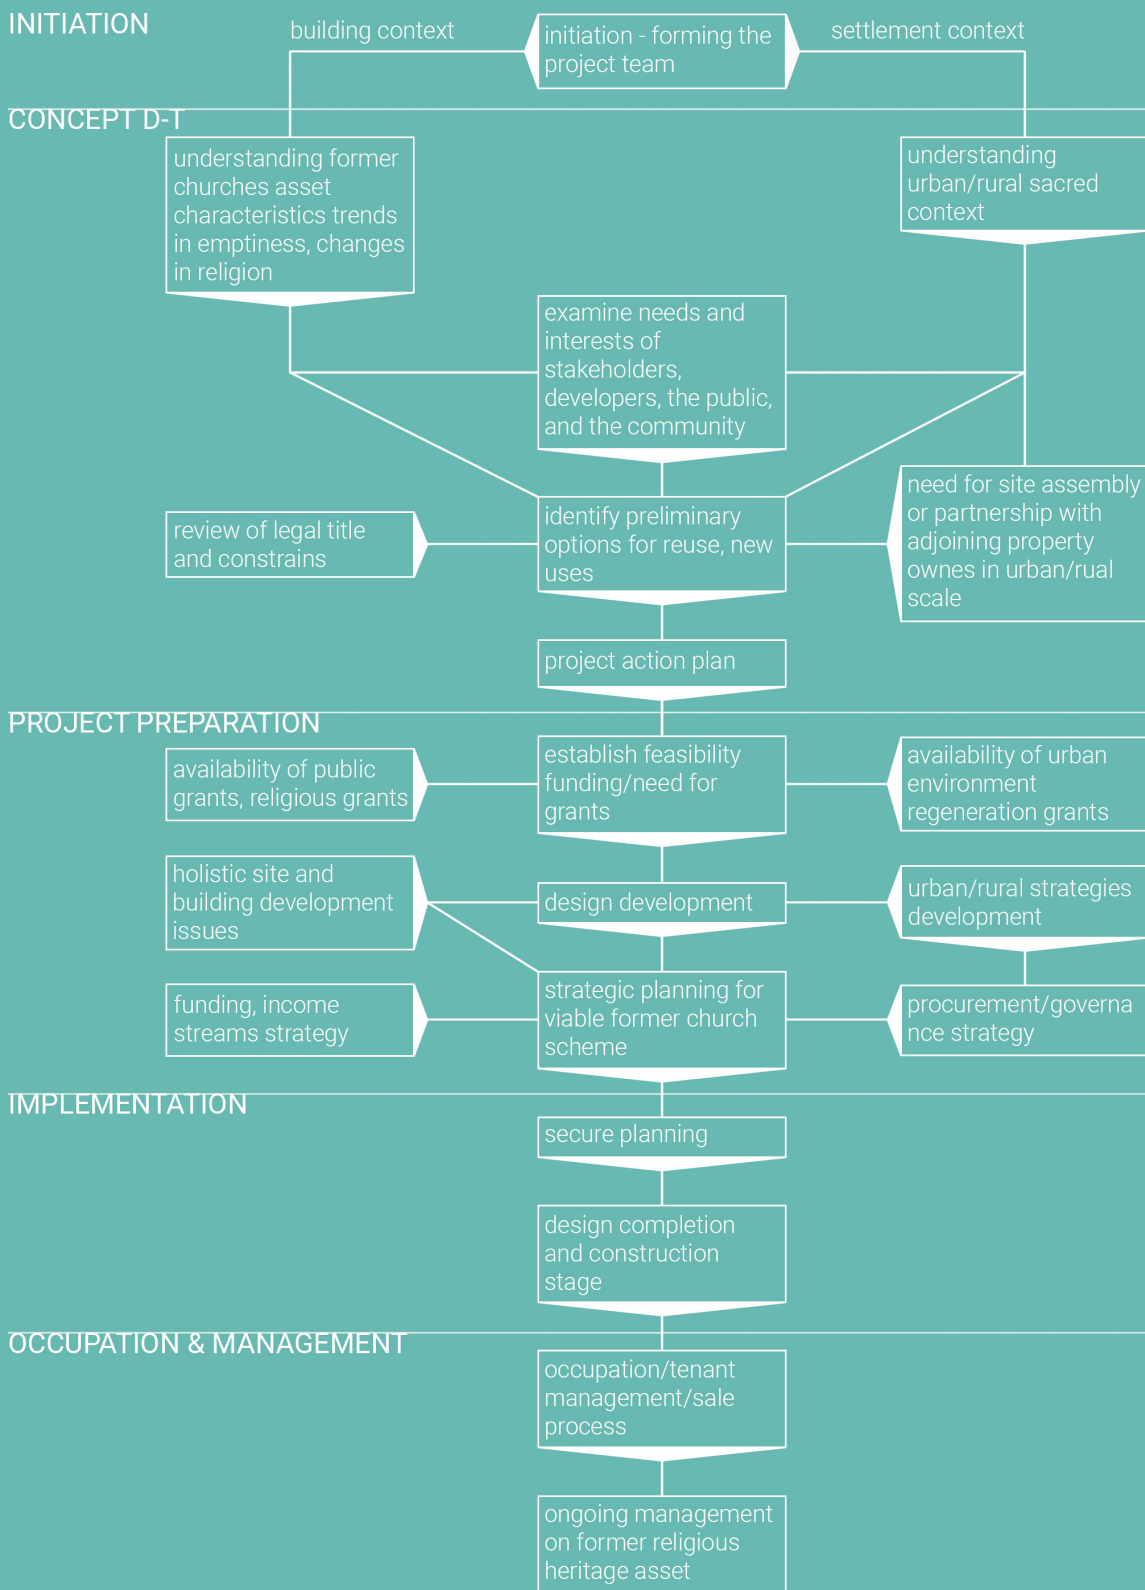 INITIATION
building context
initiation - forming the
project team
settlement context
CONCEPT D-T
understanding former
churches asset
characteristics trends
in emptiness, changes
in religion
understanding
urban/rural sacred
context
examine needs and
interests of
stakeholders,
developers, the public,
and the community
review of legal title
and constrains
identify preliminary
options for reuse, new
uses
need for site assembly
or partnership with
adjoining property
ownes in urban/rual
scale
project action plan
PROJECT PREPARATION
availability of public
grants, religious grants
establish feasibility
funding/need for
grants
availability of urban
environment
regeneration grants
holistic site and
building development
issues
design development
urban/rural strategies
development
funding, income
streams strategy
strategic planning for
viable former church
scheme
procurement/governa
nce strategy
IMPLEMENTATION
secure planning
design completion
and construction
stage
OCCUPATION & MANAGEMENT
occupation/tenant
management/sale
process
ongoing management
on former religious
heritage asset